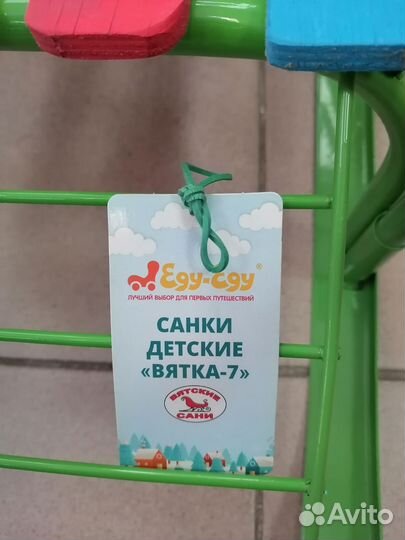 Еду-еду®
ЛУЧШИЙ ВЫБОР ДЛЯ ПЕРВЫХ ПУТЕШЕСТВИЙ
САНКИ
ДЕТСКИЕ
«ВЯТКА-7»
ВЯТСКИЕ
САНИ
Avito